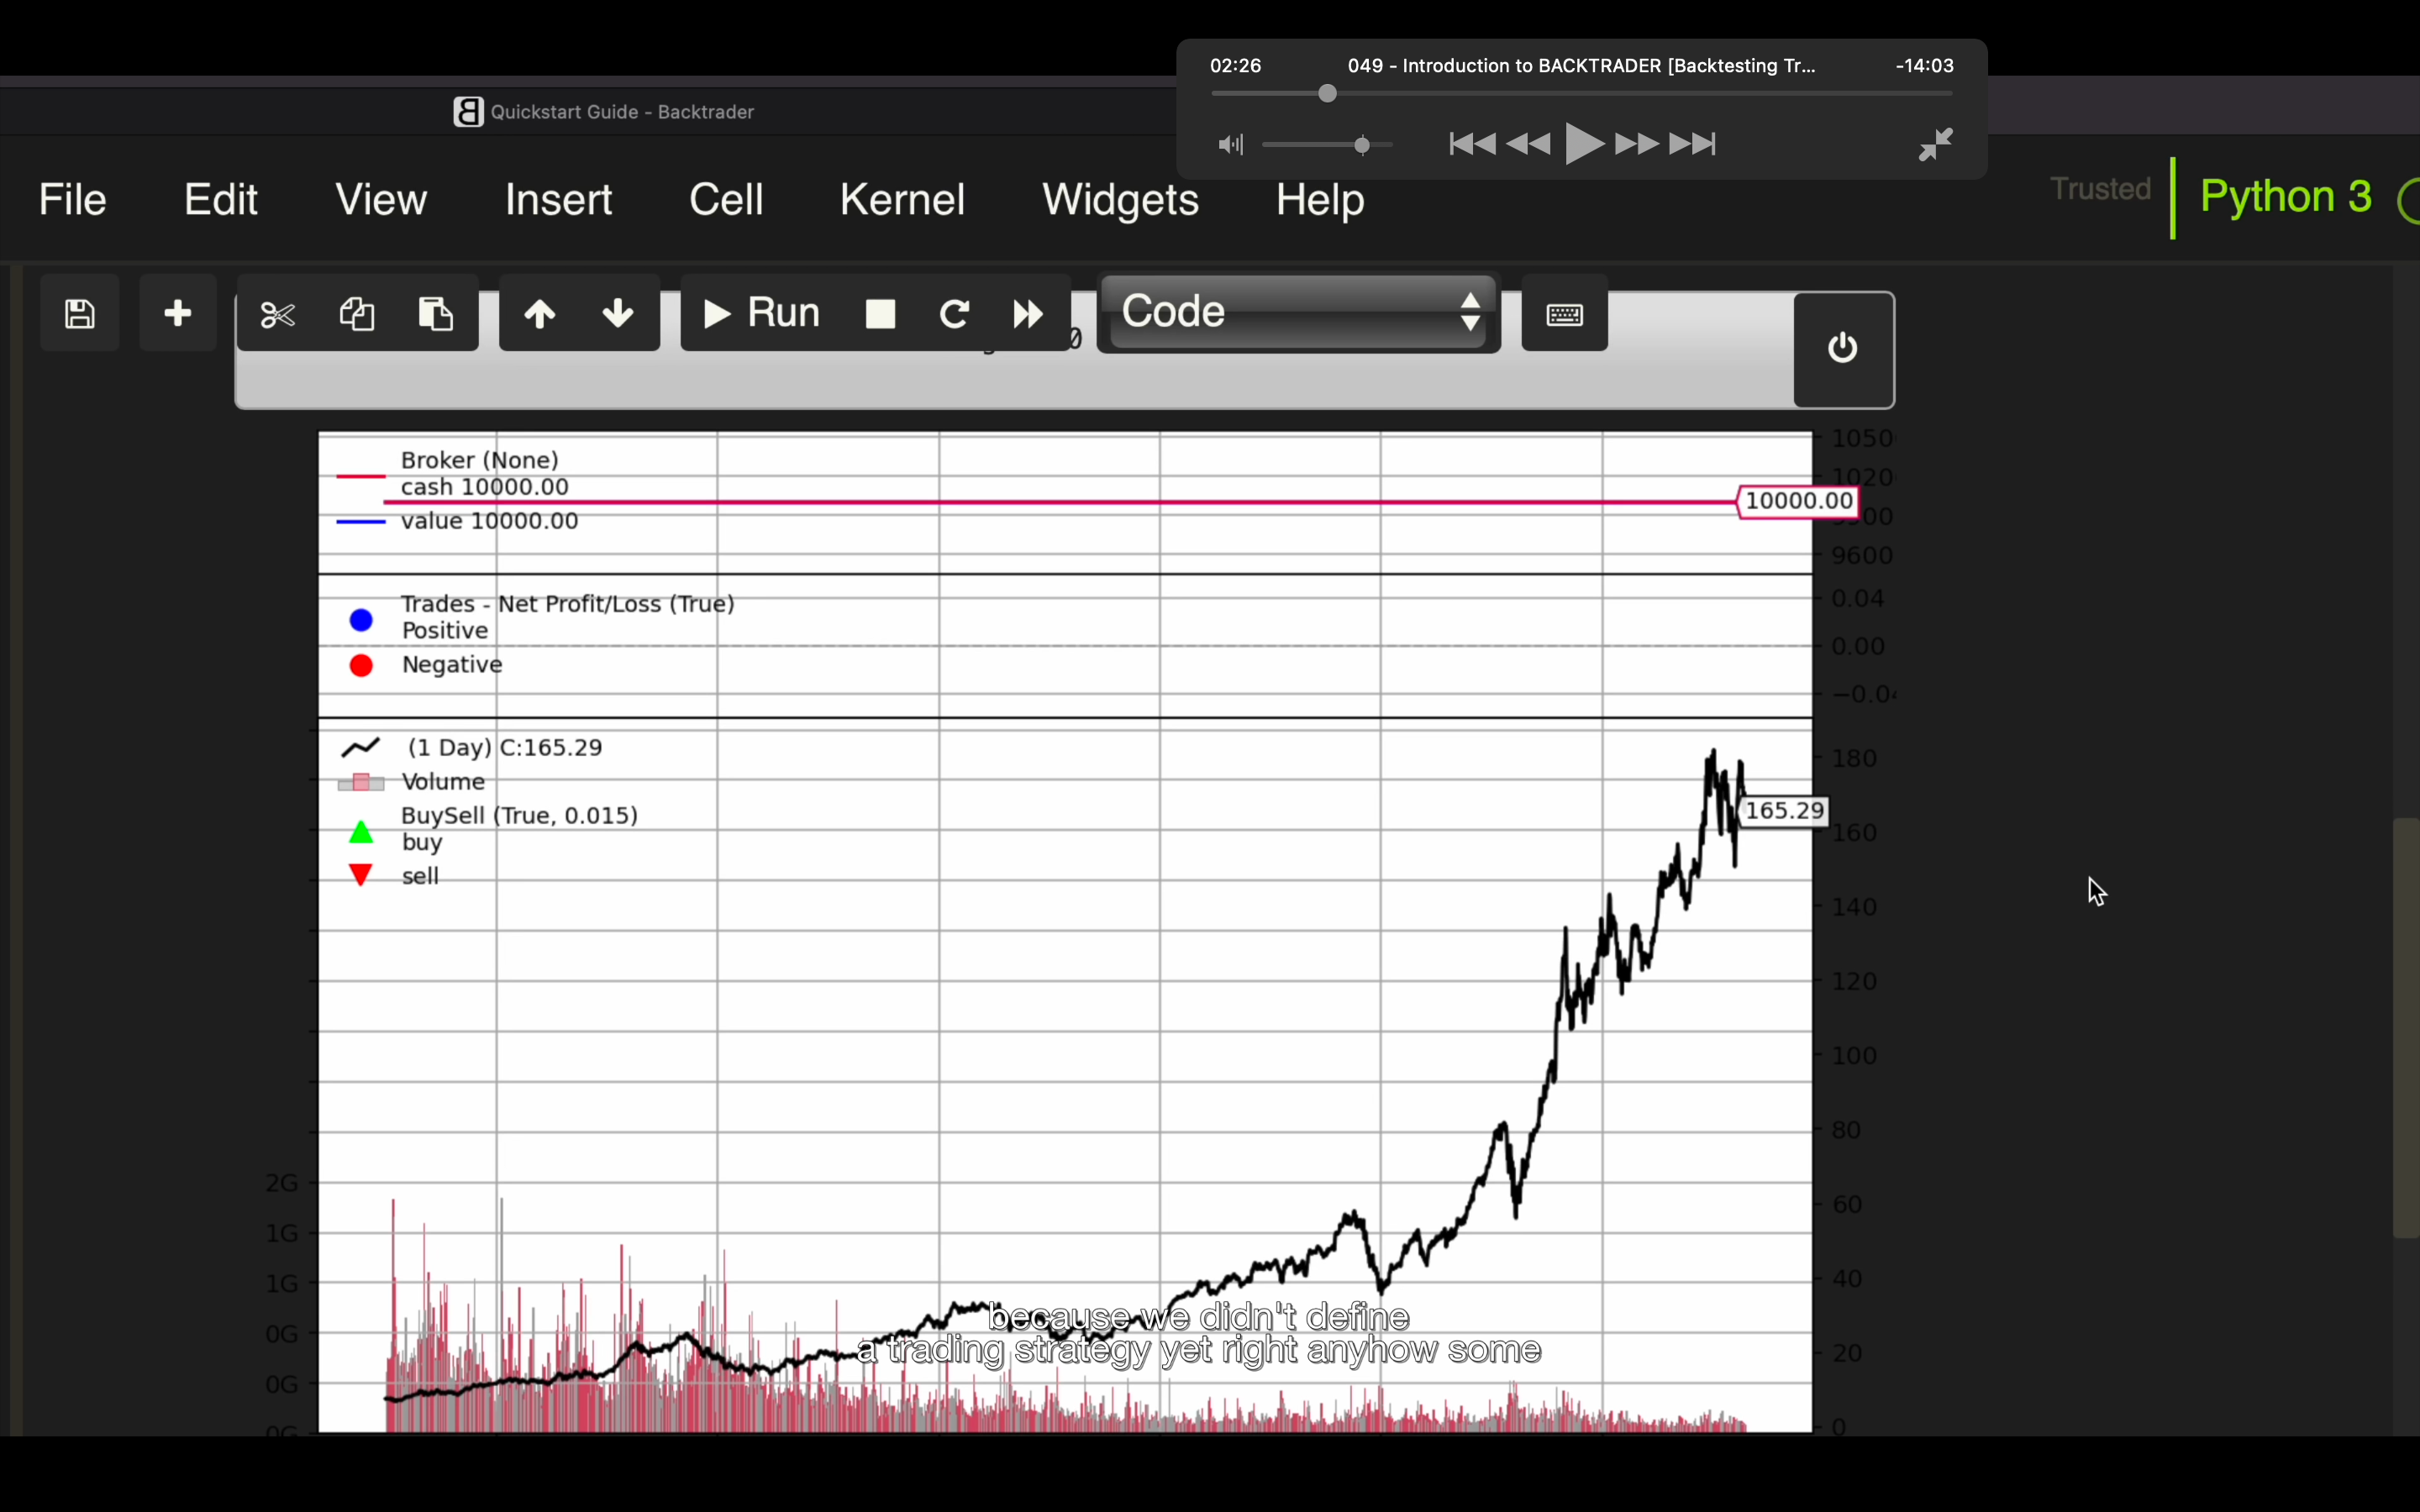 02:26 049 - Introduction to BACKTRADER [Backtesting Tr... -14:03
Quickstart Guide - Backtrader
File Edit View Insert Cell Kernel Widgets Help Trusted Python 3
Run Code
Broker (None)
cash 10000.00
value 10000.00
10000.00
1050
1020
9600
Trades - Net Profit/Loss (True)
Positive
Negative
0.04
0.00
−0.04
(1 Day) C:165.29
Volume
BuySell (True, 0.015)
buy
sell
165.29
180
160
140
120
100
80
60
40
20
0
2G
1G
1G
0G
0G
0G
because we didn't define
a trading strategy yet right anyhow some